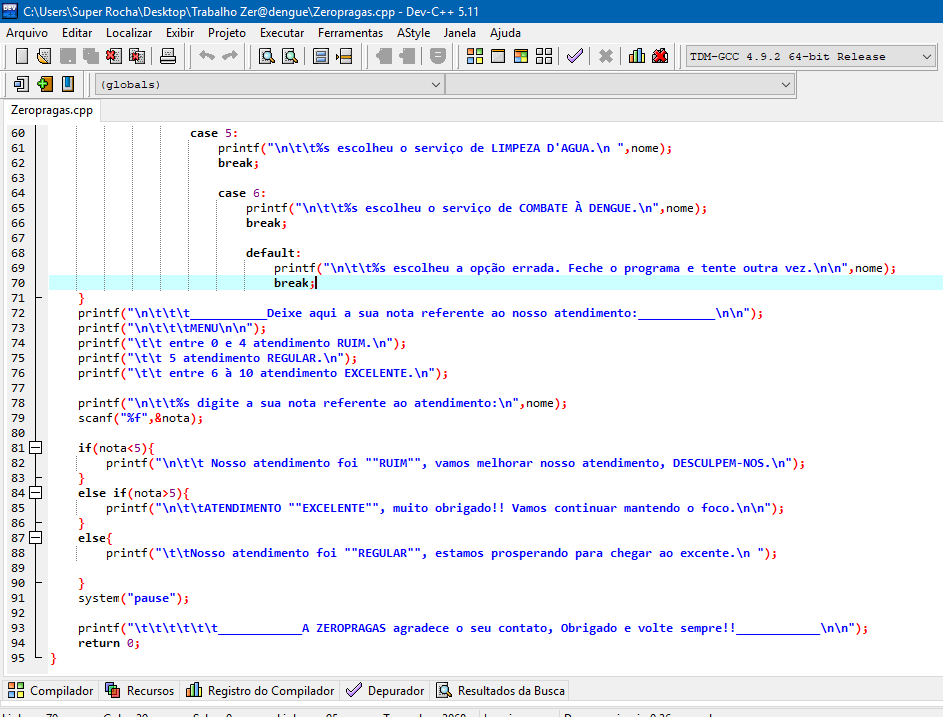 C:\Users\Super Rocha\Desktop\Trabalho Zer@dengue\Zeropragas.cpp - Dev-C++ 5.11
Arquivo Editar Localizar Exibir Projeto Executar Ferramentas AStyle Janela Ajuda
TDM-GCC 4.9.2 64-bit Release
(globals)
Zeropragas.cpp
60 case 5:
61 printf("\n\t\t%s escolheu o serviço de LIMPEZA D'AGUA.\n ",nome);
62 break;
63
64 case 6:
65 printf("\n\t\t%s escolheu o serviço de COMBATE À DENGUE.\n",nome);
66 break;
67
68 default:
69 printf("\n\t\t%s escolheu a opção errada. Feche o programa e tente outra vez.\n\n",nome);
70 break;
71 }
72 printf("\n\t\t\t___________Deixe aqui a sua nota referente ao nosso atendimento:___________\n\n");
73 printf("\n\t\t\tMENU\n\n");
74 printf("\t\t entre 0 e 4 atendimento RUIM.\n");
75 printf("\t\t 5 atendimento REGULAR.\n");
76 printf("\t\t entre 6 à 10 atendimento EXCELENTE.\n");
77
78 printf("\n\t\t%s digite a sua nota referente ao atendimento:\n",nome);
79 scanf("%f",&nota);
80
81 if(nota<5){
82 printf("\n\t\t Nosso atendimento foi ""RUIM"", vamos melhorar nosso atendimento, DESCULPEM-NOS.\n");
83 }
84 else if(nota>5){
85 printf("\n\t\tATENDIMENTO ""EXCELENTE"", muito obrigado!! Vamos continuar mantendo o foco.\n\n");
86 }
87 else{
88 printf("\t\tNosso atendimento foi ""REGULAR"", estamos prosperando para chegar ao excente.\n ");
89
90 }
91 system("pause");
92
93 printf("\t\t\t\t\t\t____________A ZEROPRAGAS agradece o seu contato, Obrigado e volte sempre!!____________\n\n");
94 return 0;
95 }
Compilador Recursos Registro do Compilador Depurador Resultados da Busca